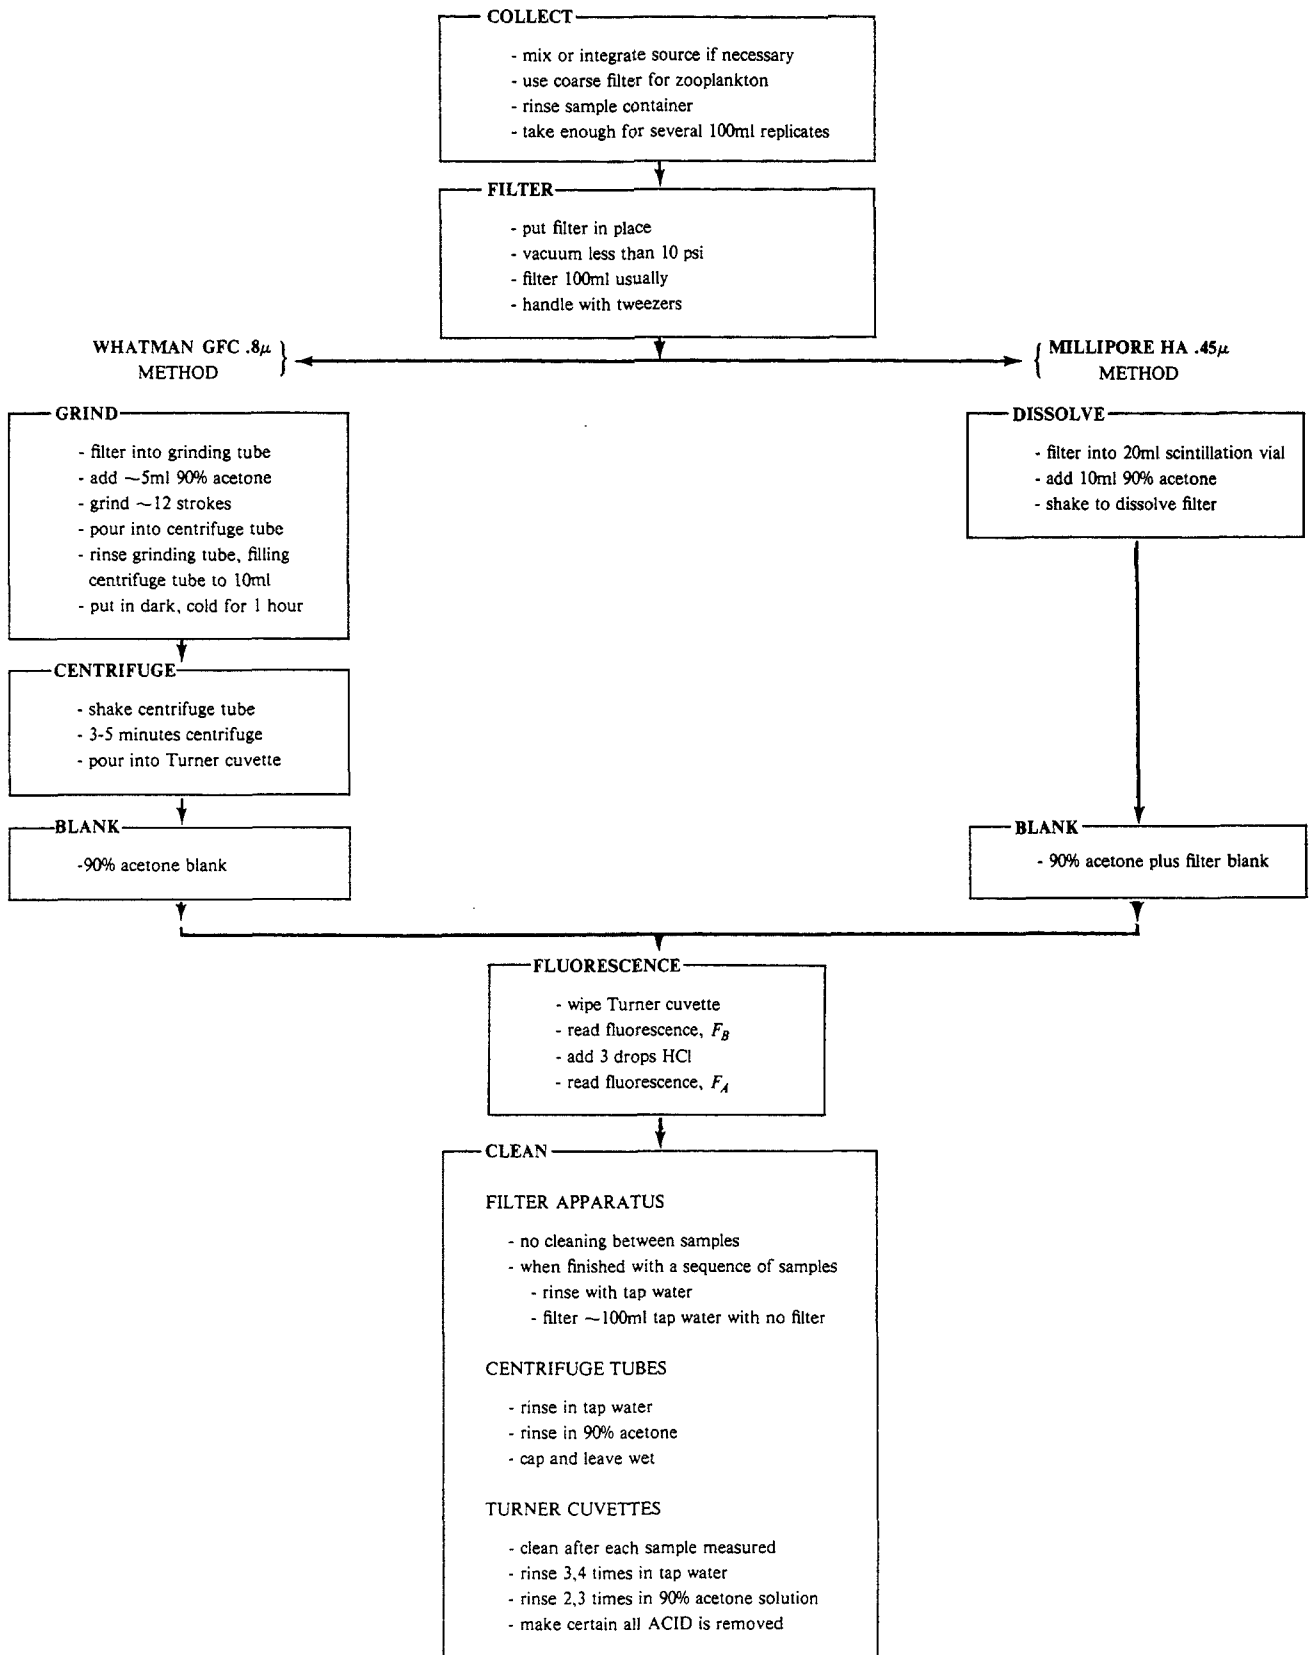 COLLECT
- mix or integrate source if necessary
- use coarse filter for zooplankton
- rinse sample container
- take enough for several 100ml replicates
FILTER
- put filter in place
- vacuum less than 10 psi
- filter 100ml usually
- handle with tweezers
WHATMAN GFC .8μ
METHOD
MILLIPORE HA .45μ
METHOD
GRIND
- filter into grinding tube
- add ~5ml 90% acetone
- grind ~12 strokes
- pour into centrifuge tube
- rinse grinding tube, filling
centrifuge tube to 10ml
- put in dark, cold for 1 hour
DISSOLVE
- filter into 20ml scintillation vial
- add 10ml 90% acetone
- shake to dissolve filter
CENTRIFUGE
- shake centrifuge tube
- 3-5 minutes centrifuge
- pour into Turner cuvette
BLANK
-90% acetone blank
BLANK
- 90% acetone plus filter blank
FLUORESCENCE
- wipe Turner cuvette
- read fluorescence, F_B
- add 3 drops HCl
- read fluorescence, F_A
CLEAN
FILTER APPARATUS
- no cleaning between samples
- when finished with a sequence of samples
- rinse with tap water
- filter ~100ml tap water with no filter
CENTRIFUGE TUBES
- rinse in tap water
- rinse in 90% acetone
- cap and leave wet
TURNER CUVETTES
- clean after each sample measured
- rinse 3,4 times in tap water
- rinse 2,3 times in 90% acetone solution
- make certain all ACID is removed